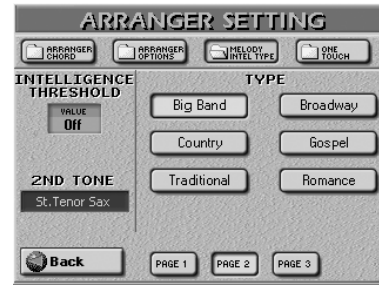 ARRANGER SETTING
ARRANGER
CHORD
ARRANGER
OPTIONS
MELODY
INTEL TYPE
ONE
TOUCH
INTELLIGENCE
THRESHOLD
VALUE
Off
2ND TONE
St.Tenor Sax
TYPE
Big Band Broadway
Country Gospel
Traditional Romance
Back PAGE 1 PAGE 2 PAGE 3